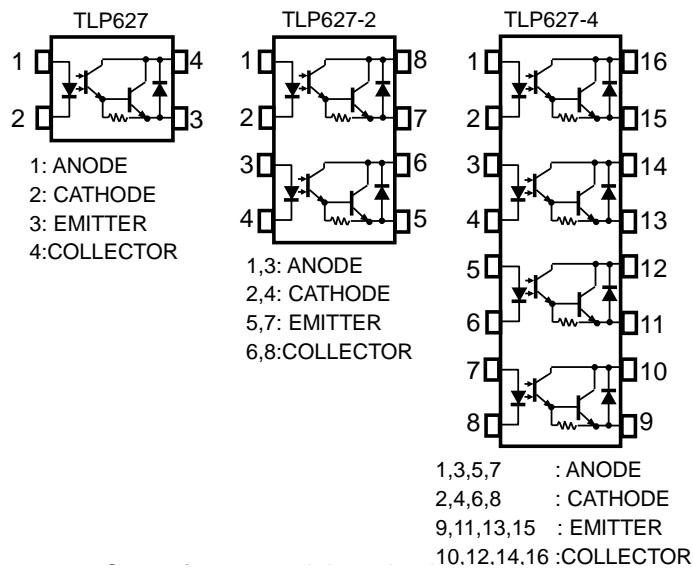 TLP627
1 4
2 3
1: ANODE
2: CATHODE
3: EMITTER
4:COLLECTOR
TLP627-2
1 8
2 7
3 6
4 5
1,3: ANODE
2,4: CATHODE
5,7: EMITTER
6,8:COLLECTOR
TLP627-4
1 16
2 15
3 14
4 13
5 12
6 11
7 10
8 9
1,3,5,7 : ANODE
2,4,6,8 : CATHODE
9,11,13,15 : EMITTER
10,12,14,16 :COLLECTOR